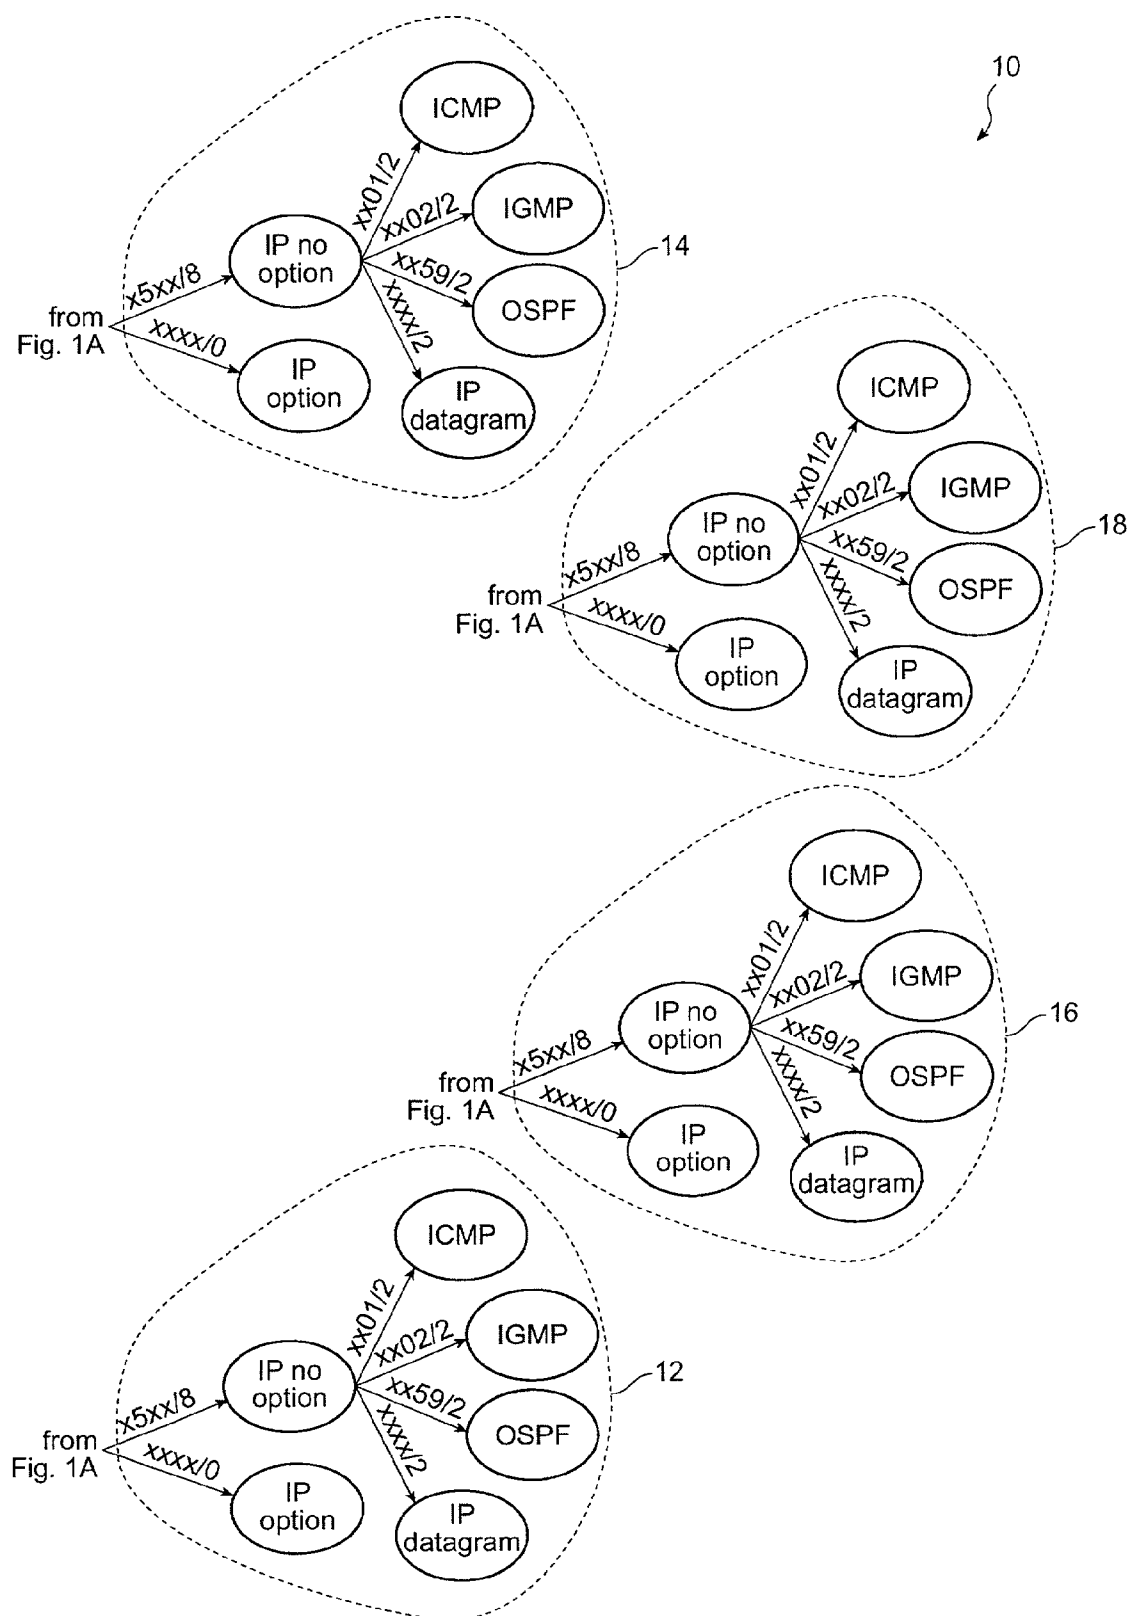 10
ICMP
xx01/2
IGMP
xx02/2
IP no
option
14
xx59/2
OSPF
x5xx/8
from
Fig. 1A
xxxx/0
xxxx/2
IP
option
IP
datagram
ICMP
xx01/2
IGMP
xx02/2
IP no
option
18
xx59/2
OSPF
x5xx/8
from
Fig. 1A
xxxx/0
xxxx/2
IP
option
IP
datagram
ICMP
xx01/2
IGMP
xx02/2
IP no
option
16
xx59/2
OSPF
x5xx/8
from
Fig. 1A
xxxx/0
xxxx/2
IP
option
IP
datagram
ICMP
xx01/2
IGMP
xx02/2
IP no
option
12
xx59/2
OSPF
x5xx/8
from
Fig. 1A
xxxx/0
xxxx/2
IP
option
IP
datagram